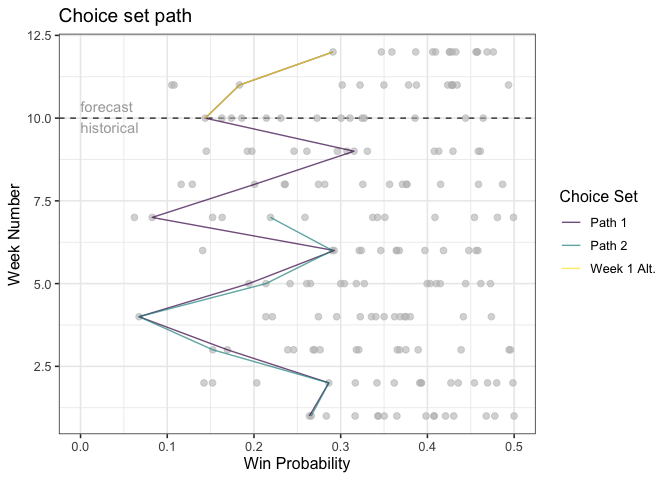 Choice set path
12.5
10.0
7.5
5.0
2.5
forecast
historical
Week Number
0.0 0.1 0.2 0.3 0.4 0.5
Win Probability
Choice Set
Path 1
Path 2
Week 1 Alt.